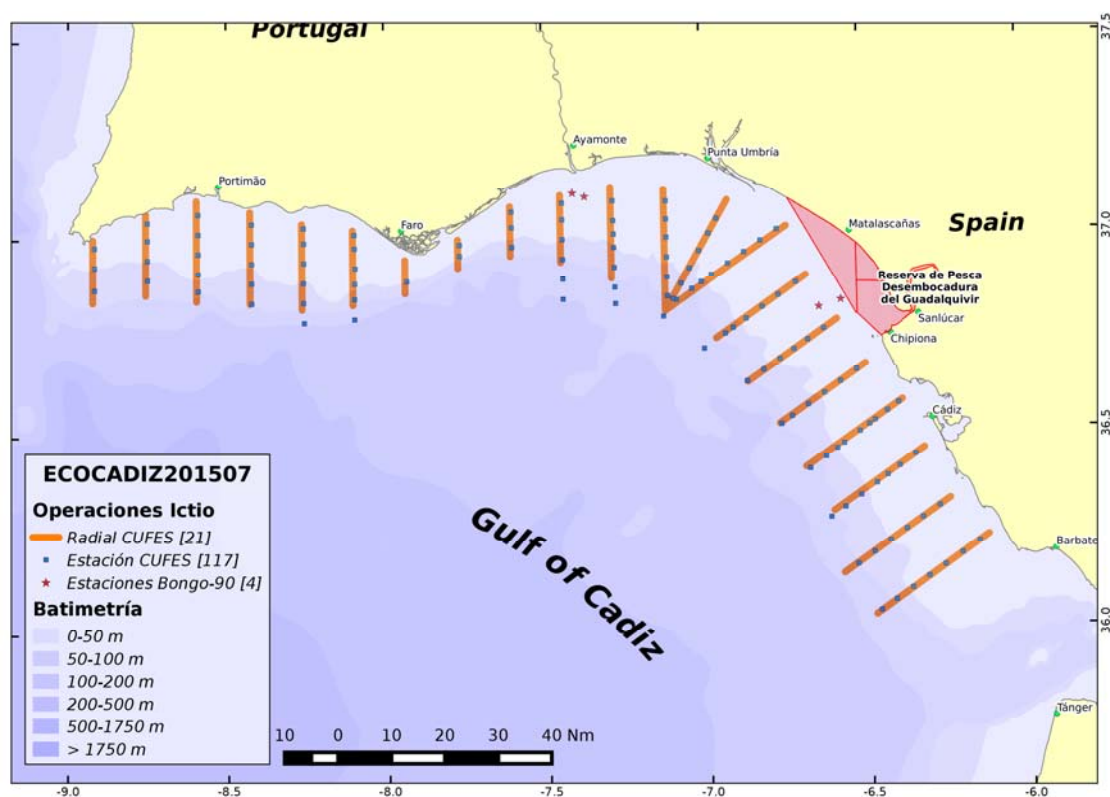 Portugal
Ayamonte
Punta Umbría
Portimão
Faro
Matalascañas
Spain
Reserva de Pesca
Desembocadura
del Guadalquivir
Sanlúcar
Chipiona
Cádiz
Barbate
Tánger
Gulf of Cadiz
ECOCADIZ201507
Operaciones Ictio
Radial CUFES [21]
Estación CUFES [117]
Estaciones Bongo-90 [4]
Batimetría
0-50 m
50-100 m
100-200 m
200-500 m
500-1750 m
> 1750 m
10 0 10 20 30 40 Nm
37.5
37.0
36.5
36.0
-9.0 -8.5 -8.0 -7.5 -7.0 -6.5 -6.0